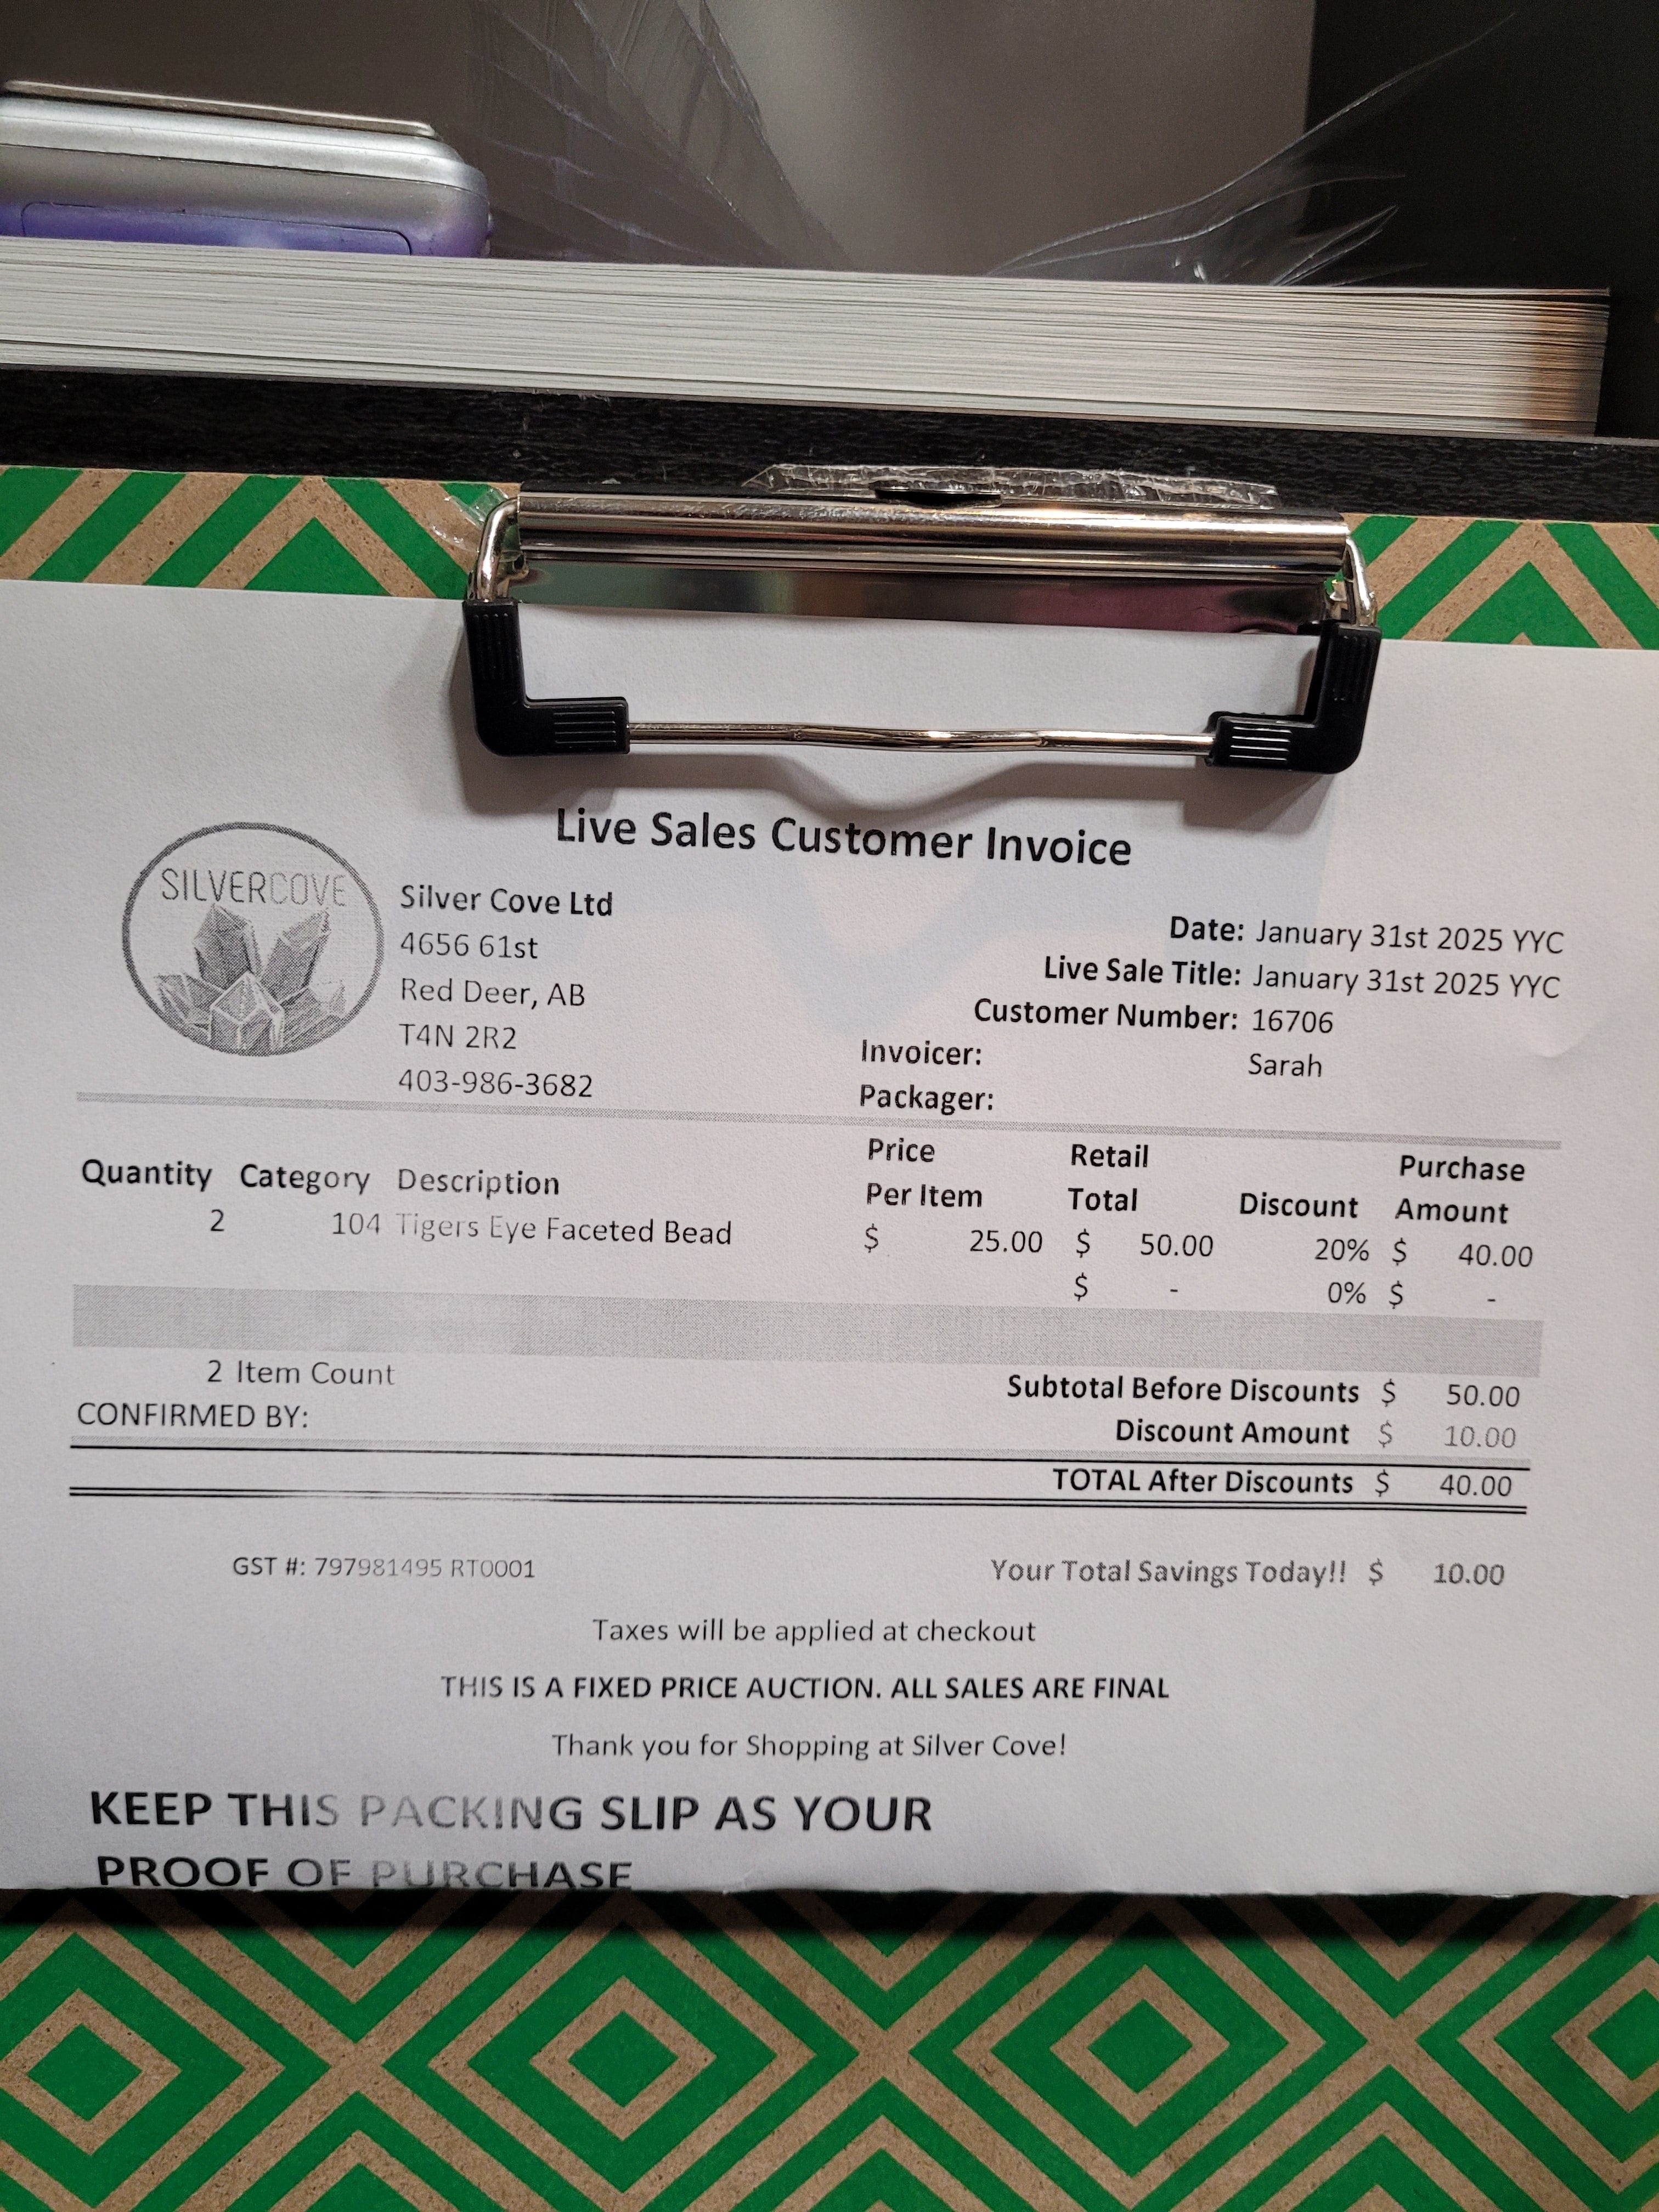 Live Sales Customer Invoice
SILVERCOVE
Silver Cove Ltd
4656 61st
Red Deer, AB
T4N 2R2
403-986-3682
Date: January 31st 2025 YYC
Live Sale Title: January 31st 2025 YYC
Customer Number: 16706
Invoicer: Sarah
Packager:
Quantity Category Description Price Per Item Retail Total Discount Purchase Amount
2 104 Tigers Eye Faceted Bead $ 25.00 $ 50.00 20% $ 40.00
$ - 0% $ -
2 Item Count
CONFIRMED BY:
Subtotal Before Discounts $ 50.00
Discount Amount $ 10.00
TOTAL After Discounts $ 40.00
GST #: 797981495 RT0001
Your Total Savings Today!! $ 10.00
Taxes will be applied at checkout
THIS IS A FIXED PRICE AUCTION. ALL SALES ARE FINAL
Thank you for Shopping at Silver Cove!
KEEP THIS PACKING SLIP AS YOUR
PROOF OF PURCHASE